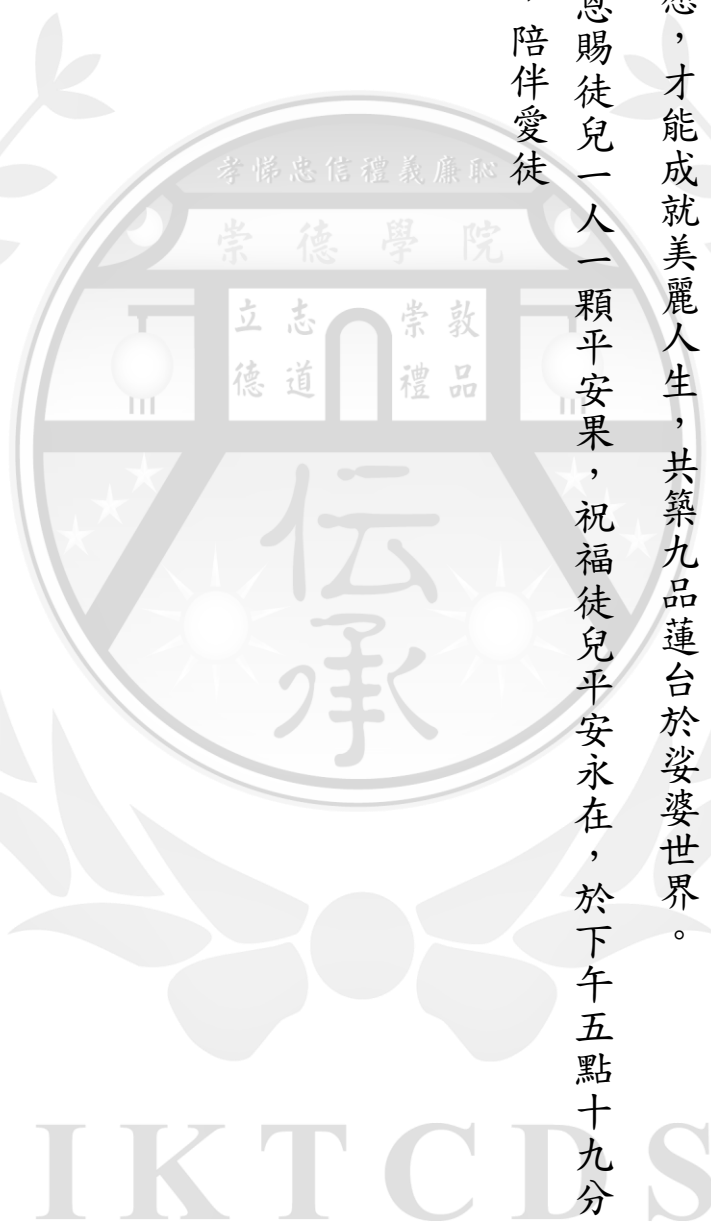 ，才能成就美麗人生，共築九品蓮台於娑婆世界。
恩賜徒兒一人一顆平安果，祝福徒兒平安永在，於下午五點十九分
，陪伴愛徒
孝悌忠信禮義廉恥
崇德學院
敦品崇禮
志道立德
伝承
IKTCDS